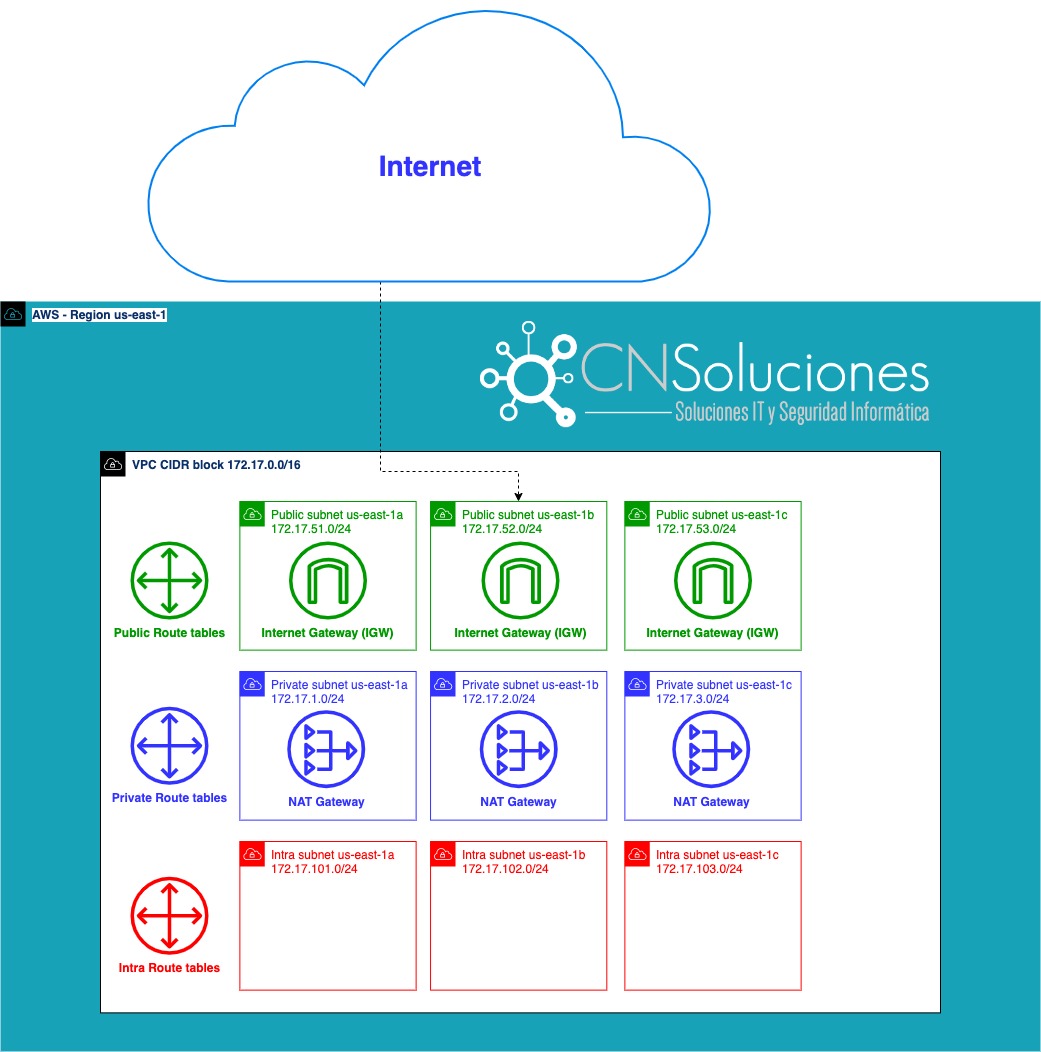 Internet
AWS - Region us-east-1
CNSoluciones
Soluciones IT y Seguridad Informática
VPC CIDR block 172.17.0.0/16
Public subnet us-east-1a
172.17.51.0/24
Public subnet us-east-1b
172.17.52.0/24
Public subnet us-east-1c
172.17.53.0/24
Public Route tables
Internet Gateway (IGW)
Internet Gateway (IGW)
Internet Gateway (IGW)
Private subnet us-east-1a
172.17.1.0/24
Private subnet us-east-1b
172.17.2.0/24
Private subnet us-east-1c
172.17.3.0/24
Private Route tables
NAT Gateway
NAT Gateway
NAT Gateway
Intra subnet us-east-1a
172.17.101.0/24
Intra subnet us-east-1b
172.17.102.0/24
Intra subnet us-east-1c
172.17.103.0/24
Intra Route tables